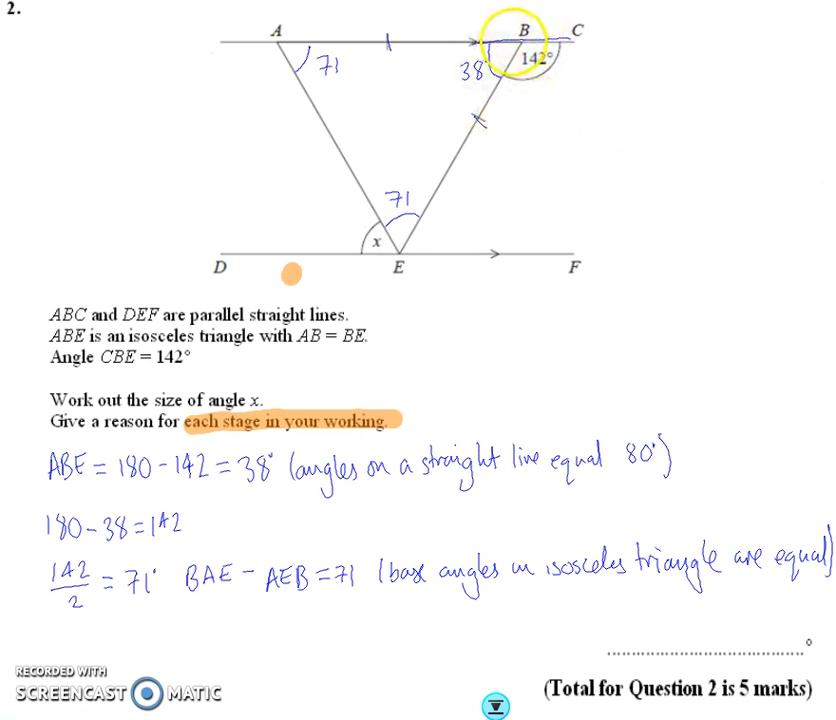 2.
A B C
71 38° 142°
71
x
D E F
ABC and DEF are parallel straight lines.
ABE is an isosceles triangle with AB = BE.
Angle CBE = 142°
Work out the size of angle x.
Give a reason for each stage in your working.
ABE = 180 - 142 = 38° (angles on a straight line equal 80°)
180 - 38 = 142
142/2 = 71° BAE - AEB = 71 (base angles in isosceles triangle are equal)
°
RECORDED WITH
SCREENCAST MATIC
(Total for Question 2 is 5 marks)